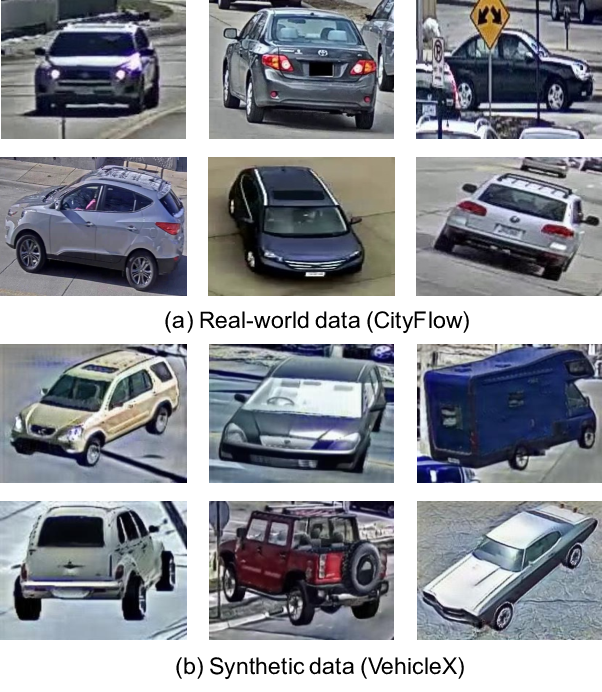 (a) Real-world data (CityFlow)
(b) Synthetic data (VehicleX)